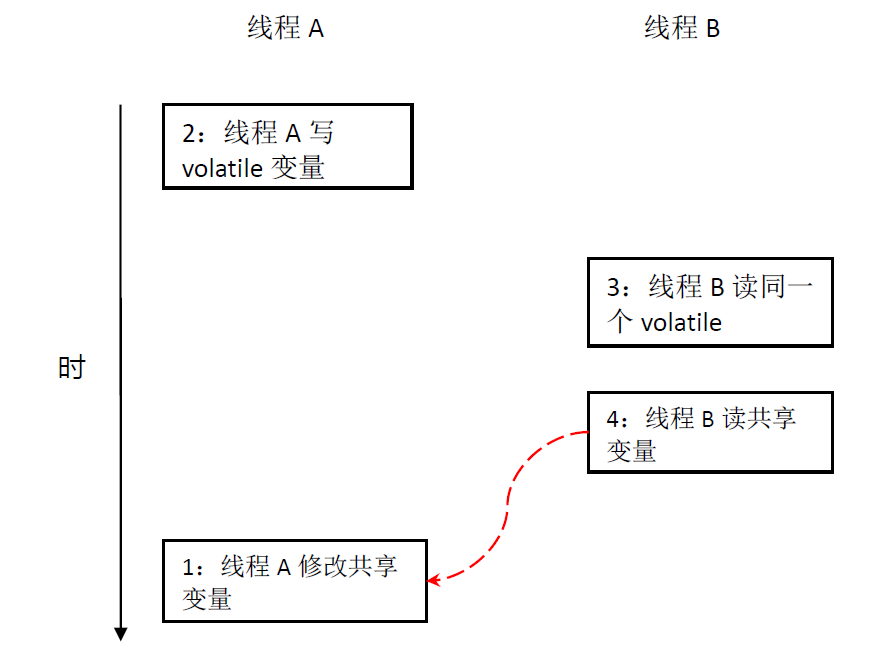 线程 A
线程 B
2：线程 A 写
volatile 变量
3：线程 B 读同一
个 volatile
时
4：线程 B 读共享
变量
1：线程 A 修改共享
变量